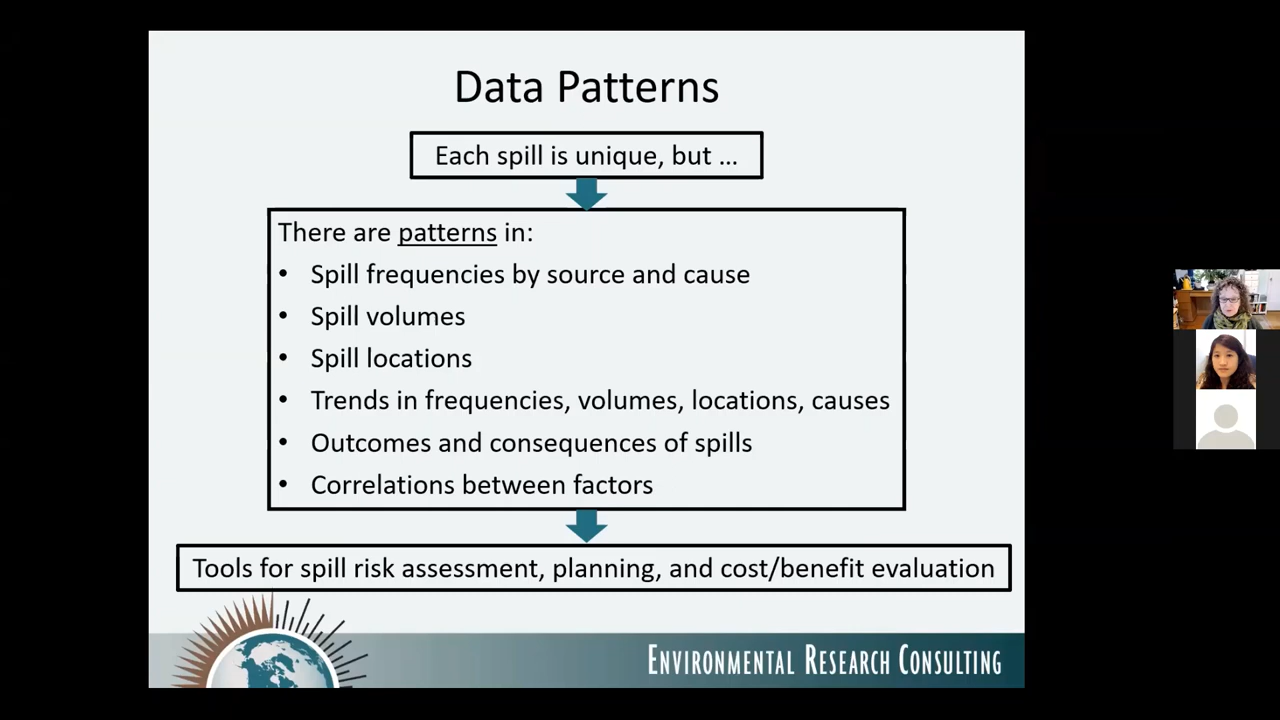 Data Patterns
Each spill is unique, but ...
There are patterns in:
• Spill frequencies by source and cause
• Spill volumes
• Spill locations
• Trends in frequencies, volumes, locations, causes
• Outcomes and consequences of spills
• Correlations between factors
Tools for spill risk assessment, planning, and cost/benefit evaluation
ENVIRONMENTAL RESEARCH CONSULTING